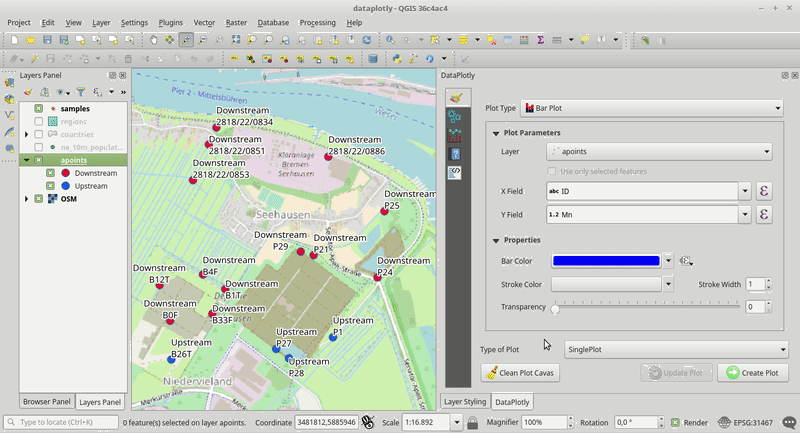 dataplotly - QGIS 36c4ac4
Project Edit View Layer Settings Plugins Vector Raster Database Processing Help
Layers Panel
samples
regions
countries
ne_10m_populat...
apoints
Downstream
Upstream
OSM
Browser Panel Layers Panel
Pier 2 - Mittelsbühren
Weser
Downstream
2818/22/0834
Downstream
2818/22/0851
Downstream
2818/22/0886
Downstream
2818/22/0853
Kläranlage
Bremen-
Seehausen
Downstream
P25
Seehausen
Downstream
P29
Downstream
P21
Downstream
P24
Downstream
B4F
Downstream
B12T
Downstream
B1T
Downstream
B0F
Downstream
B33F
Upstream
P1
Upstream
P27
Upstream
B26T
Upstream
P28
Niedervieland
Merkurstraße
DataPlotly
Plot Type Bar Plot
Plot Parameters
Layer apoints
Use only selected features
X Field abc ID
Y Field 1.2 Mn
Properties
Bar Color
Stroke Color Stroke Width 1
Transparency 0
Type of Plot SinglePlot
Clean Plot Cavas Update Plot Create Plot
Layer Styling DataPlotly
Type to locate (Ctrl+K) 0 feature(s) selected on layer apoints. Coordinate 3481812,5885946 Scale 1:16.892 Magnifier 100% Rotation 0,0 ° Render EPSG:31467